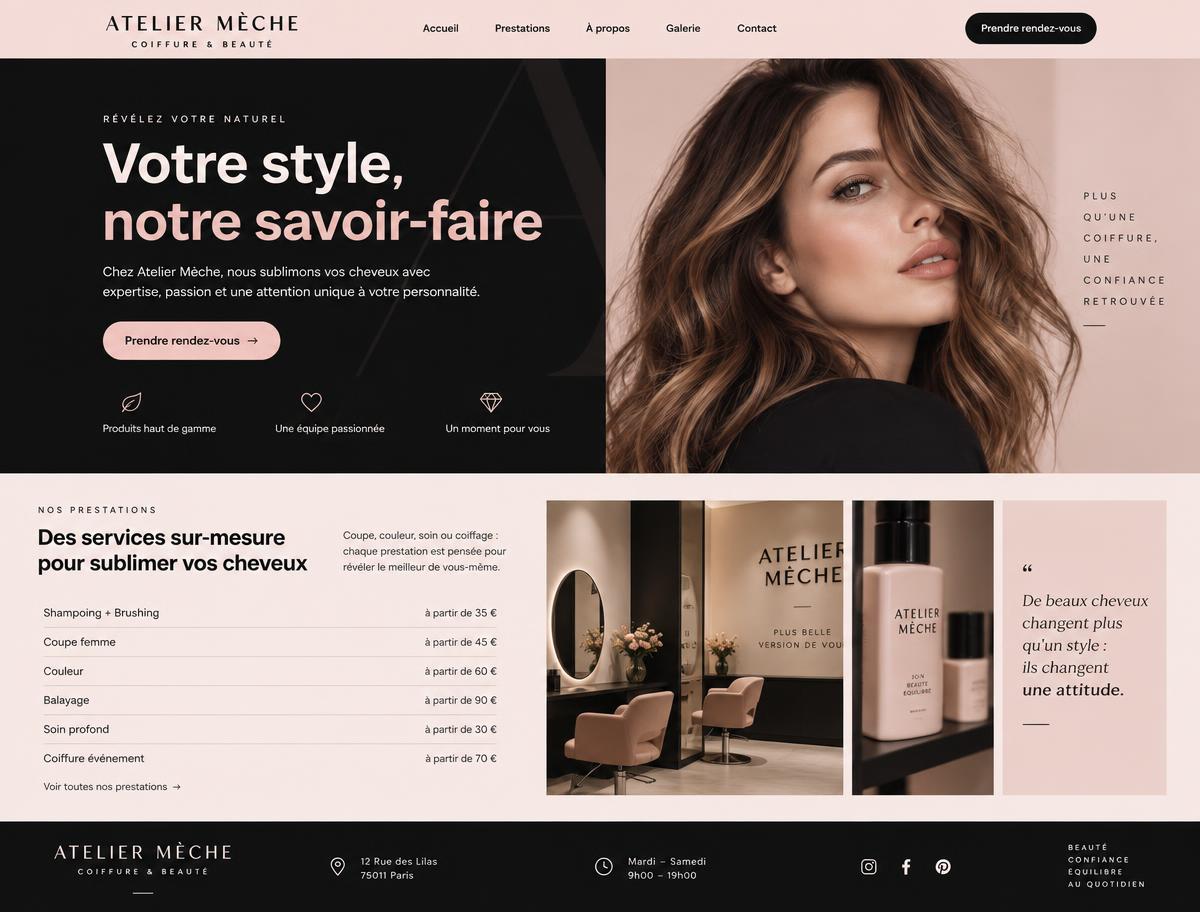 ATELIER MÈCHE
COIFFURE & BEAUTÉ
Accueil
Prestations
À propos
Galerie
Contact
Prendre rendez-vous
RÉVÉLEZ VOTRE NATUREL
Votre style,
notre savoir-faire
Chez Atelier Mèche, nous sublimons vos cheveux avec
expertise, passion et une attention unique à votre personnalité.
Prendre rendez-vous →
Produits haut de gamme
Une équipe passionnée
Un moment pour vous
PLUS
QU'UNE
COIFFURE,
UNE
CONFIANCE
RETROUVÉE
NOS PRESTATIONS
Des services sur-mesure
pour sublimer vos cheveux
Coupe, couleur, soin ou coiffage :
chaque prestation est pensée pour
révéler le meilleur de vous-même.
Shampoing + Brushing à partir de 35 €
Coupe femme à partir de 45 €
Couleur à partir de 60 €
Balayage à partir de 90 €
Soin profond à partir de 30 €
Coiffure événement à partir de 70 €
Voir toutes nos prestations →
ATELIER
MÈCHE
PLUS BELLE
VERSION DE VOU
ATELIER
MÈCHE
BEAUTÉ
“
De beaux cheveux
changent plus
qu'un style :
ils changent
une attitude.
ATELIER MÈCHE
COIFFURE & BEAUTÉ
12 Rue des Lilas
75011 Paris
Mardi – Samedi
9h00 – 19h00
BEAUTÉ
CONFIANCE
ÉQUILIBRE
AU QUOTIDIEN